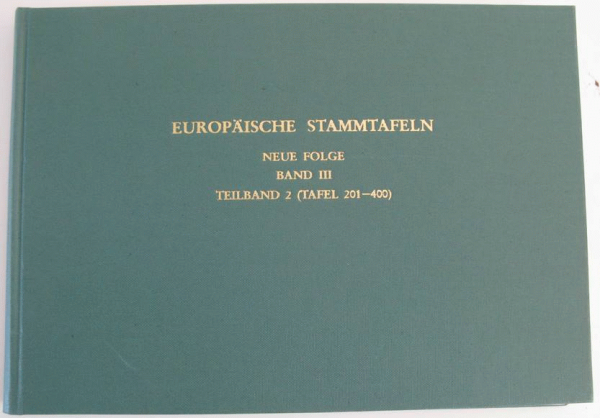 EUROPÄISCHE STAMMTAFELN
NEUE FOLGE
BAND III
TEILBAND 2 (TAFEL 201—400)